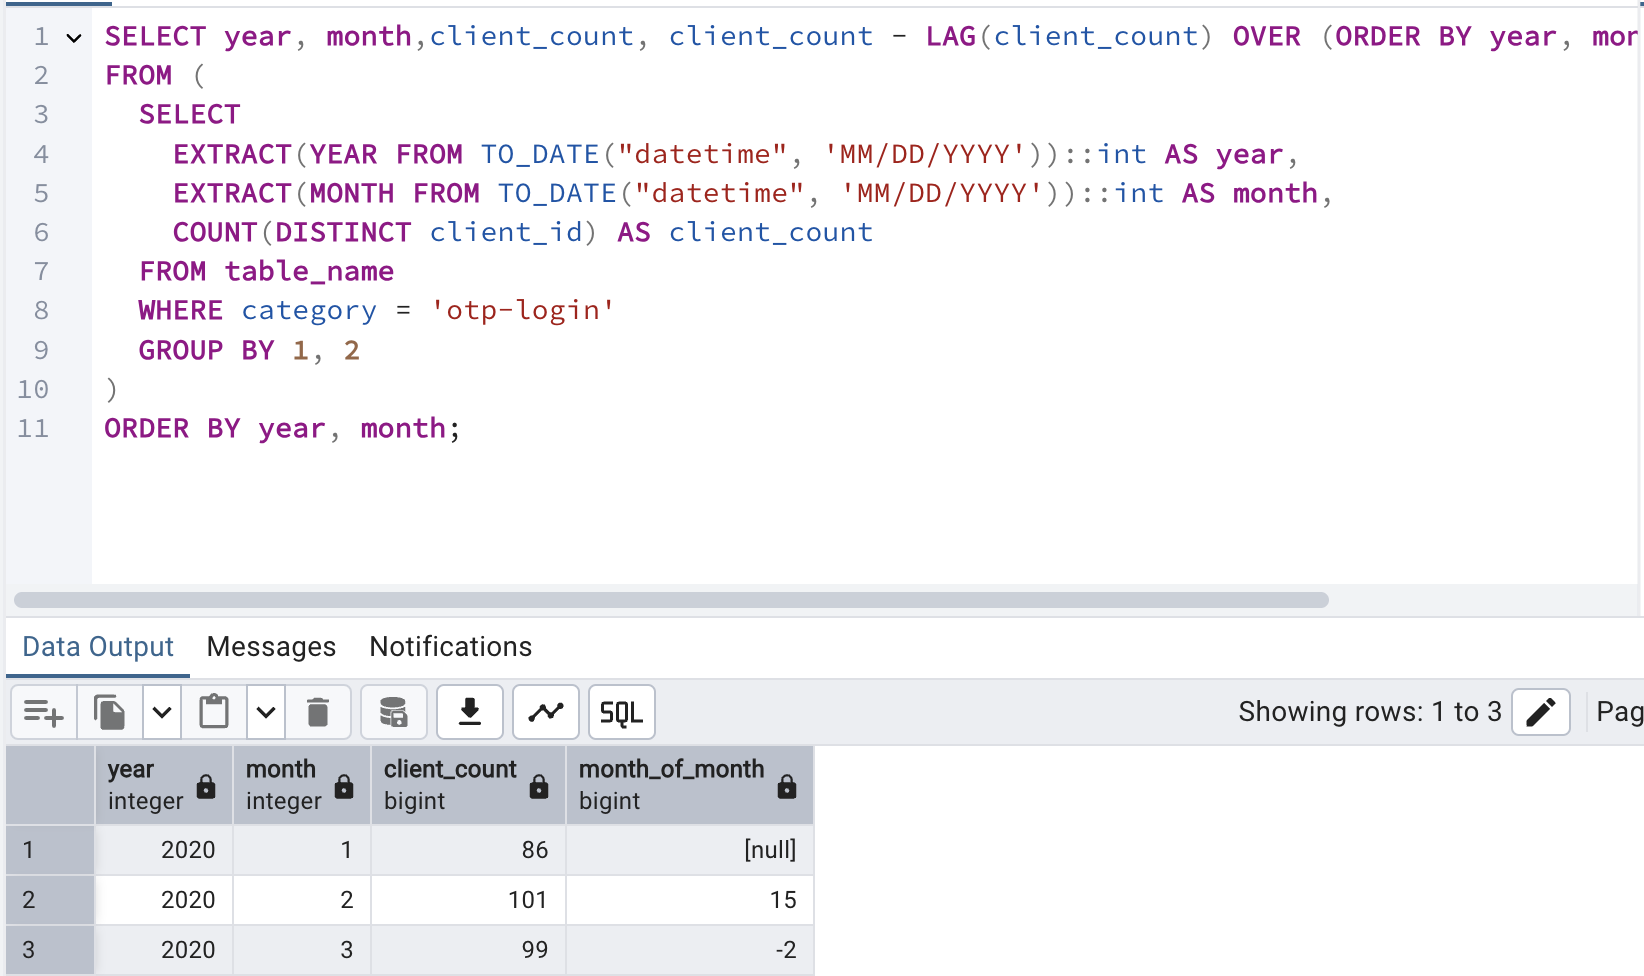 1 SELECT year, month,client_count, client_count - LAG(client_count) OVER (ORDER BY year, mor
2 FROM (
3 SELECT
4 EXTRACT(YEAR FROM TO_DATE("datetime", 'MM/DD/YYYY'))::int AS year,
5 EXTRACT(MONTH FROM TO_DATE("datetime", 'MM/DD/YYYY'))::int AS month,
6 COUNT(DISTINCT client_id) AS client_count
7 FROM table_name
8 WHERE category = 'otp-login'
9 GROUP BY 1, 2
10 )
11 ORDER BY year, month;
Data Output Messages Notifications
SQL Showing rows: 1 to 3 Pag
year month client_count month_of_month
integer integer bigint bigint
1 2020 1 86 [null]
2 2020 2 101 15
3 2020 3 99 -2